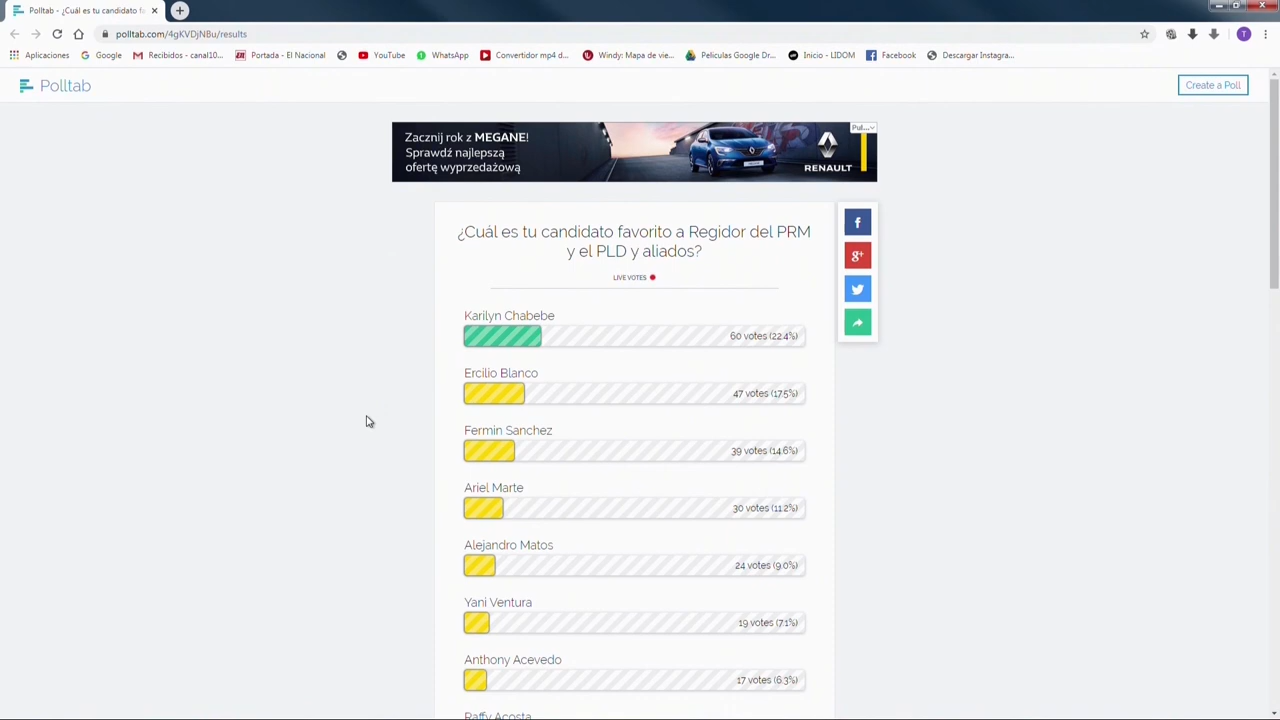 Polltab - ¿Cuál es tu candidato fa
polltab.com/4gKVDjNBu/results
T
Aplicaciones
Google
Recibidos - canal10...
Portada - El Nacional
YouTube
WhatsApp
Convertidor mp4 d...
Windy: Mapa de vie...
Peliculas Google Dr...
Inicio - LIDOM
Facebook
Descargar Instagra...
Polltab
Create a Poll
Zacznij rok z MEGANE!
Sprawdź najlepszą
ofertę wyprzedażową
RENAULT
Pul...
¿Cuál es tu candidato favorito a Regidor del PRM
y el PLD y aliados?
LIVE VOTES
Karilyn Chabebe
60 votes (22.4%)
Ercilio Blanco
47 votes (17.5%)
Fermin Sanchez
39 votes (14.6%)
Ariel Marte
30 votes (11.2%)
Alejandro Matos
24 votes (9.0%)
Yani Ventura
19 votes (7.1%)
Anthony Acevedo
17 votes (6.3%)
Raffy Acosta